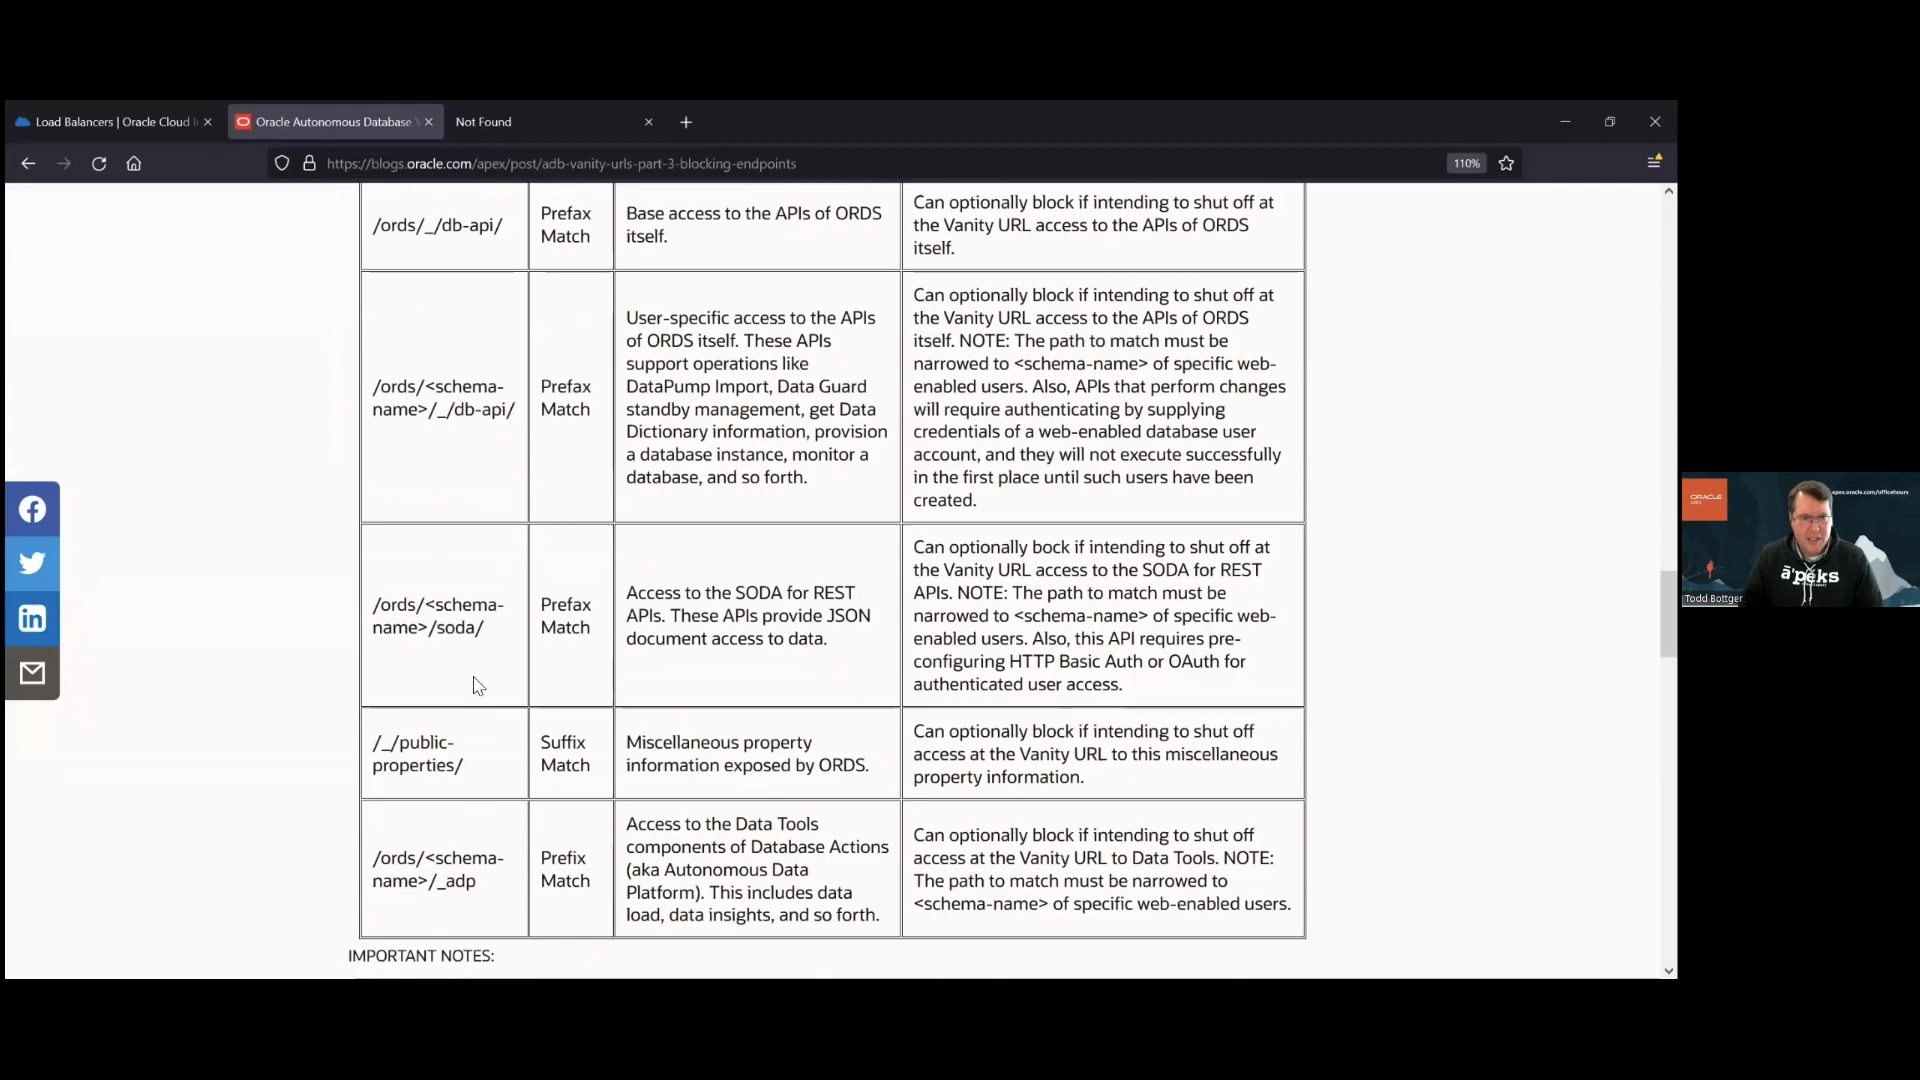 Load Balancers | Oracle Cloud I
Oracle Autonomous Database V
Not Found
https://blogs.oracle.com/apex/post/adb-vanity-urls-part-3-blocking-endpoints
110%
/ords/_/db-api/
Prefax
Match
Base access to the APIs of ORDS
itself.
Can optionally block if intending to shut off at
the Vanity URL access to the APIs of ORDS
itself.
/ords/<schema-
name>/_/db-api/
Prefax
Match
User-specific access to the APIs
of ORDS itself. These APIs
support operations like
DataPump Import, Data Guard
standby management, get Data
Dictionary information, provision
a database instance, monitor a
database, and so forth.
Can optionally block if intending to shut off at
the Vanity URL access to the APIs of ORDS
itself. NOTE: The path to match must be
narrowed to <schema-name> of specific web-
enabled users. Also, APIs that perform changes
will require authenticating by supplying
credentials of a web-enabled database user
account, and they will not execute successfully
in the first place until such users have been
created.
/ords/<schema-
name>/soda/
Prefax
Match
Access to the SODA for REST
APIs. These APIs provide JSON
document access to data.
Can optionally bock if intending to shut off at
the Vanity URL access to the SODA for REST
APIs. NOTE: The path to match must be
narrowed to <schema-name> of specific web-
enabled users. Also, this API requires pre-
configuring HTTP Basic Auth or OAuth for
authenticated user access.
/_/public-
properties/
Suffix
Match
Miscellaneous property
information exposed by ORDS.
Can optionally block if intending to shut off
access at the Vanity URL to this miscellaneous
property information.
/ords/<schema-
name>/_adp
Prefix
Match
Access to the Data Tools
components of Database Actions
(aka Autonomous Data
Platform). This includes data
load, data insights, and so forth.
Can optionally block if intending to shut off
access at the Vanity URL to Data Tools. NOTE:
The path to match must be narrowed to
<schema-name> of specific web-enabled users.
IMPORTANT NOTES:
ORACLE
APEX
apex.oracle.com/officehours
ā'peks
Todd Bottger